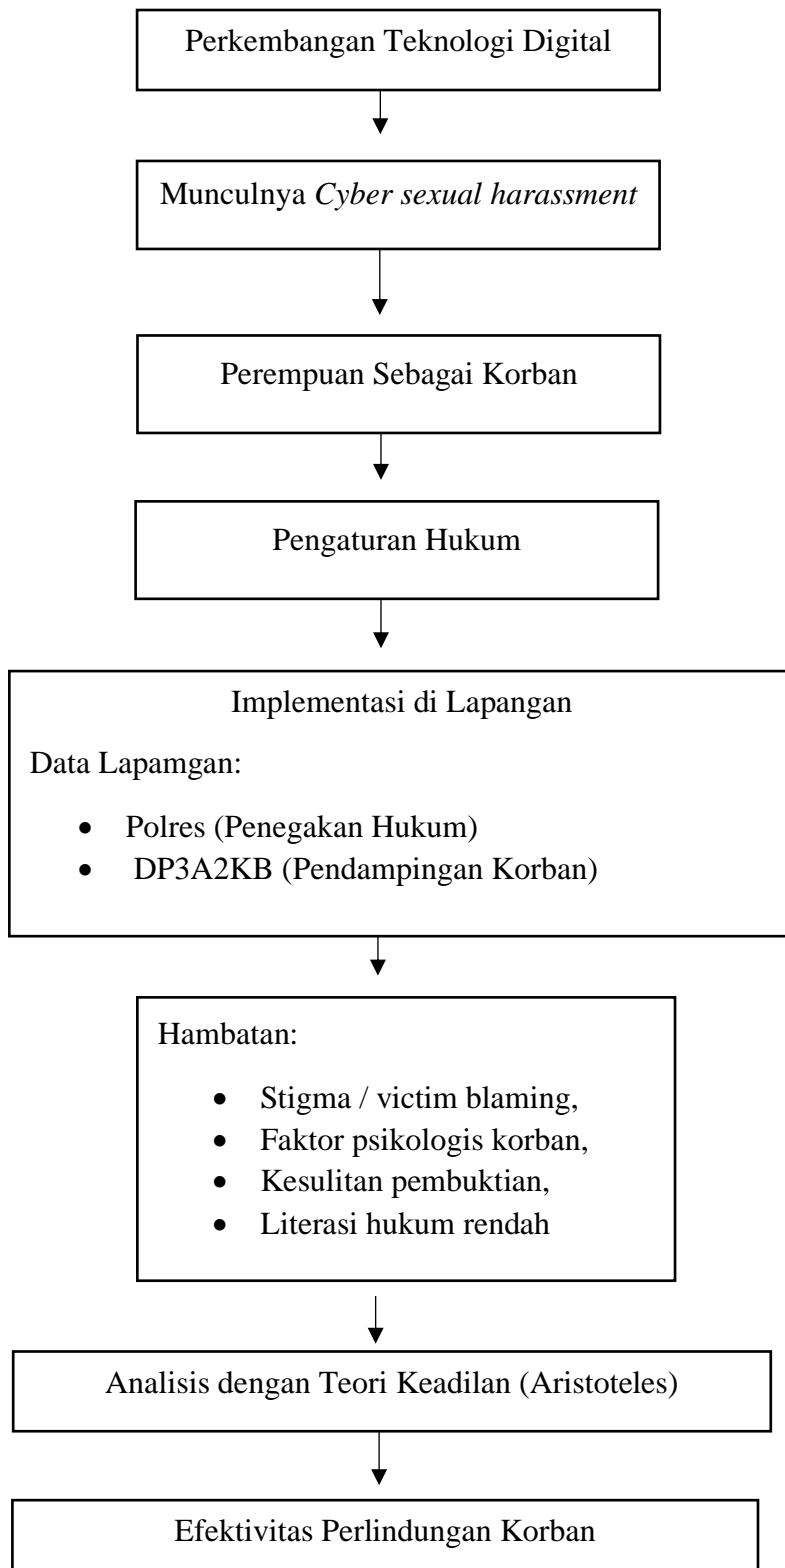 Perkembangan Teknologi Digital
Munculnya Cyber sexual harassment
Perempuan Sebagai Korban
Pengaturan Hukum
Implementasi di Lapangan
Data Lapamgan:
• Polres (Penegakan Hukum)
• DP3A2KB (Pendampingan Korban)
Hambatan:
• Stigma / victim blaming,
• Faktor psikologis korban,
• Kesulitan pembuktian,
• Literasi hukum rendah
Analisis dengan Teori Keadilan (Aristoteles)
Efektivitas Perlindungan Korban